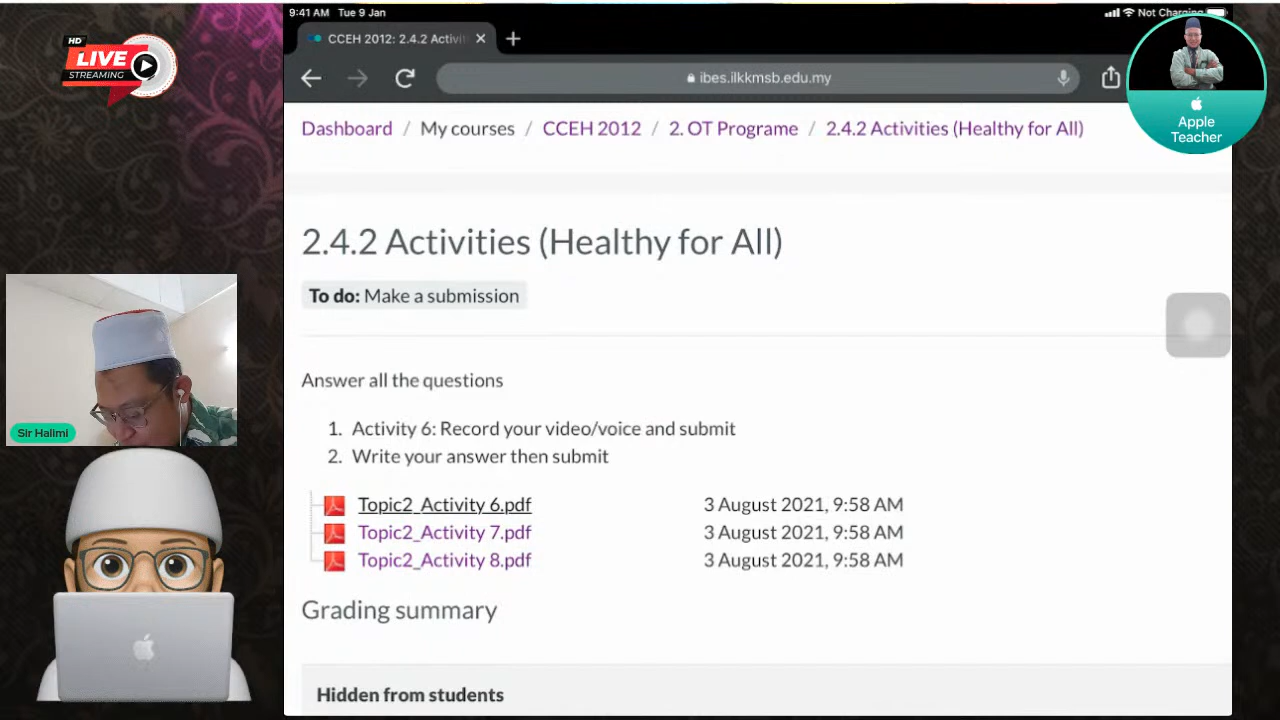 9:41 AM Tue 9 Jan
Not Charging
HD
LIVE
STREAMING
CCEH 2012: 2.4.2 Activit
ibes.ilkkmsb.edu.my
Apple
Teacher
Dashboard / My courses / CCEH 2012 / 2. OT Programe / 2.4.2 Activities (Healthy for All)
2.4.2 Activities (Healthy for All)
To do: Make a submission
Answer all the questions
1. Activity 6: Record your video/voice and submit
2. Write your answer then submit
Topic2_Activity 6.pdf 3 August 2021, 9:58 AM
Topic2_Activity 7.pdf 3 August 2021, 9:58 AM
Topic2_Activity 8.pdf 3 August 2021, 9:58 AM
Sir Halimi
Grading summary
Hidden from students